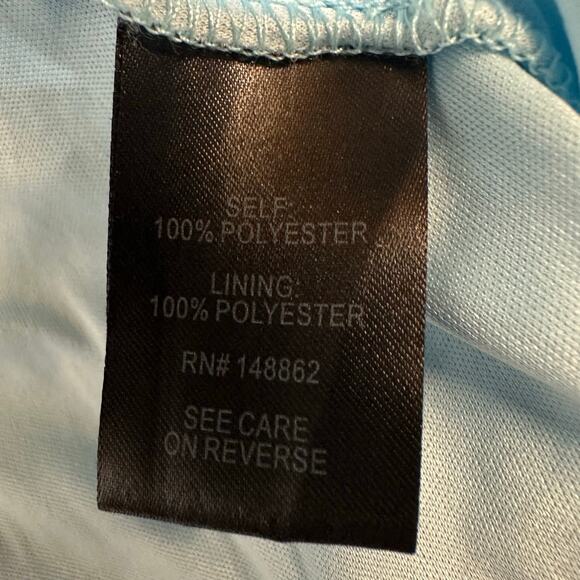 SELF:
100% POLYESTER
LINING:
100% POLYESTER
RN# 148862
SEE CARE
ON REVERSE